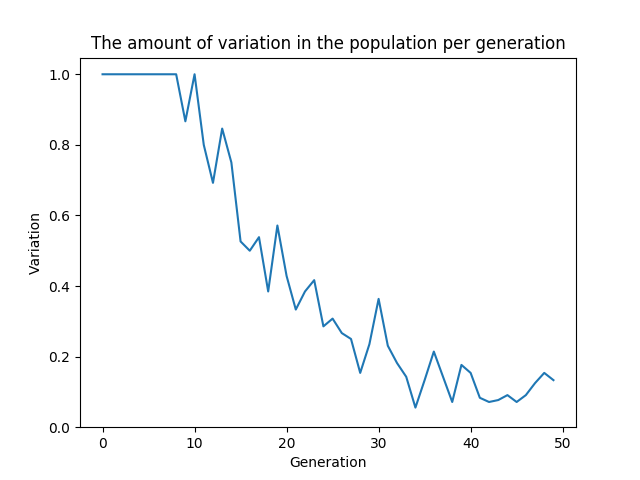 The amount of variation in the population per generation
1.0
0.8
0.6
0.4
0.2
0.0
Variation
0 10 20 30 40 50
Generation